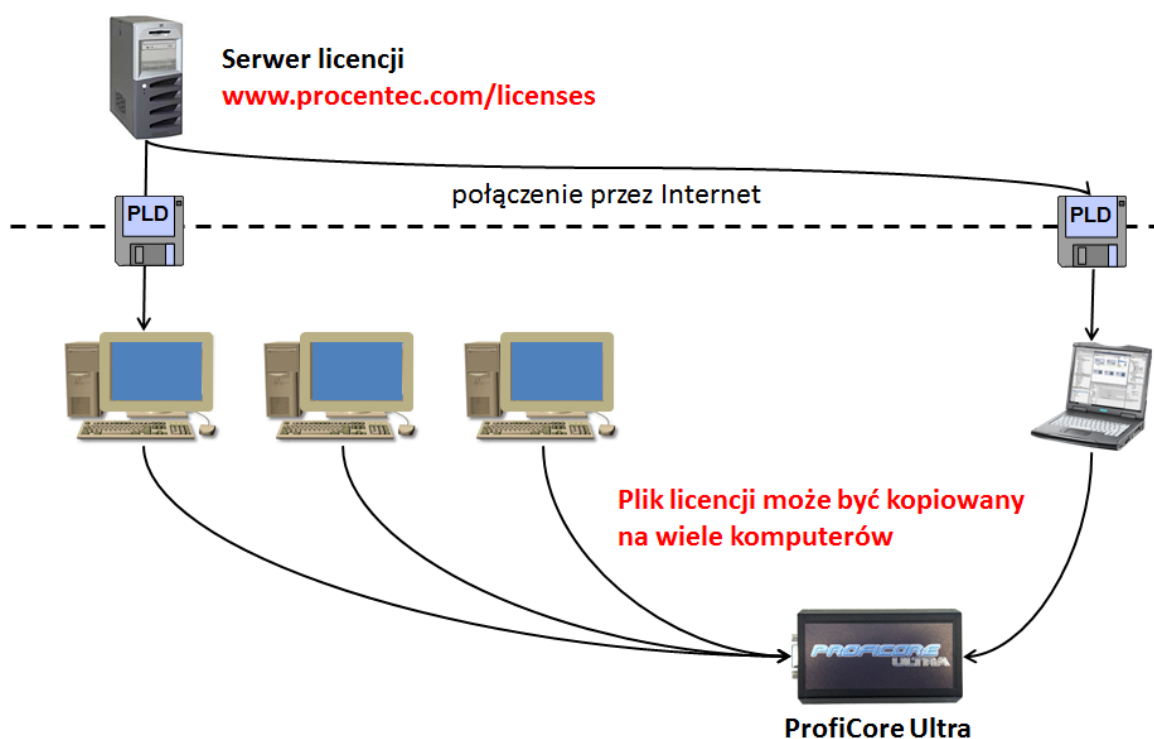 Serwer licencji
www.procentec.com/licenses
połączenie przez Internet
PLD
PLD
Plik licencji może być kopiowany
na wiele komputerów
PROFICORE
ULTRA
ProfiCore Ultra